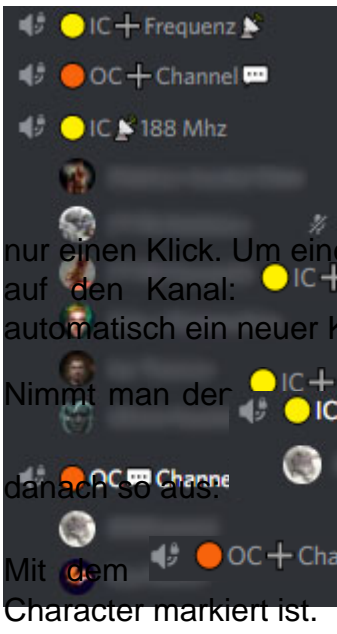 IC + Frequenz
OC + Channel
IC 188 Mhz
nur einen Klick. Um ein
auf den Kanal: IC +
automatisch ein neuer K
IC +
Nimmt man der
IC
OC Channe
danach so aus:
OC + Cha
Mit dem
Character markiert ist.